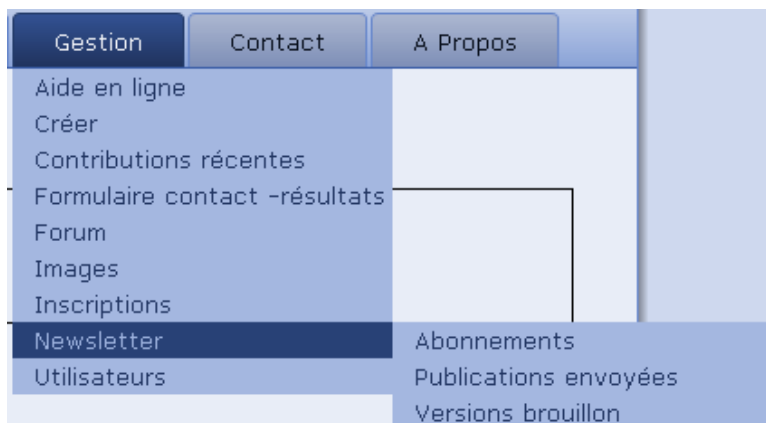 Gestion Contact A Propos
Aide en ligne
Créer
Contributions récentes
Formulaire contact -résultats
Forum
Images
Inscriptions
Newsletter Abonnements
Utilisateurs Publications envoyées
Versions brouillon